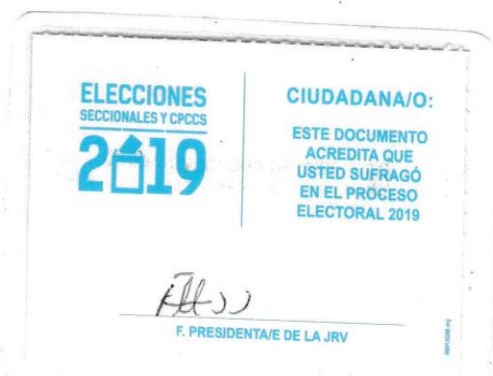 ELECCIONES
SECCIONALES Y CPCCS
2019
CIUDADANA/O:
ESTE DOCUMENTO
ACREDITA QUE
USTED SUFRAGÓ
EN EL PROCESO
ELECTORAL 2019
F. PRESIDENTA/E DE LA JRV